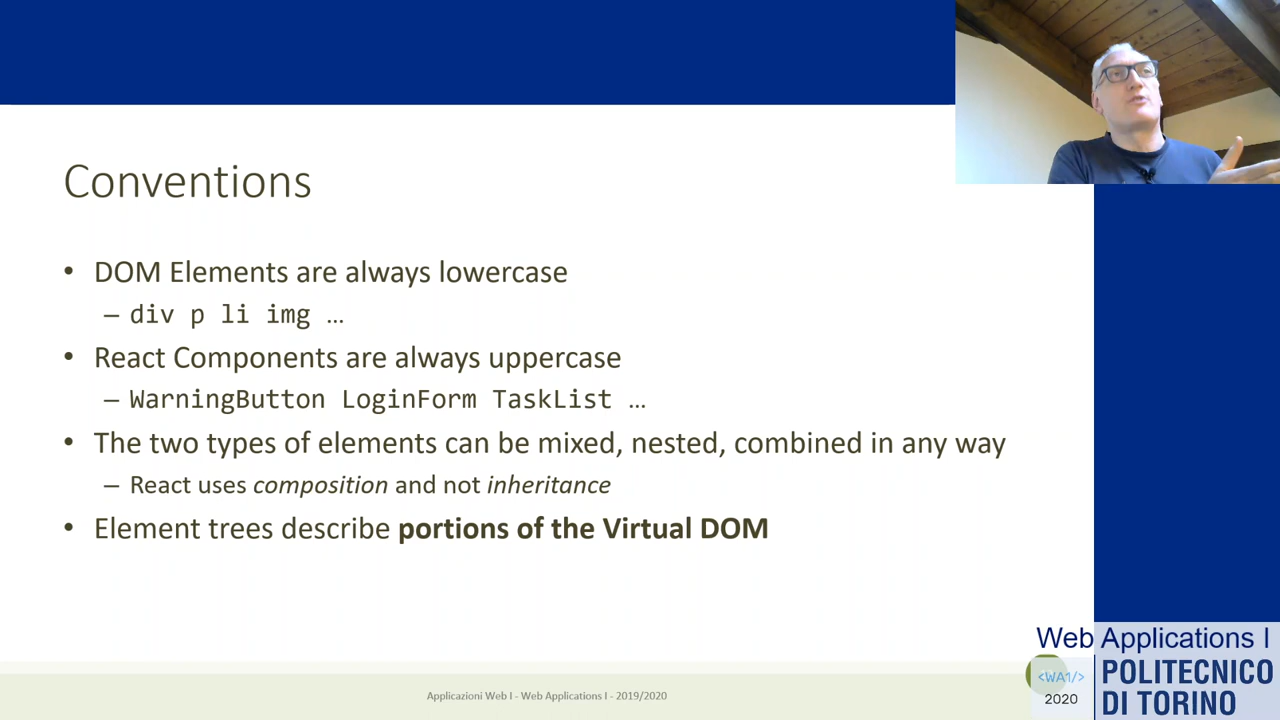 Conventions
• DOM Elements are always lowercase
– div p li img …
• React Components are always uppercase
– WarningButton LoginForm TaskList …
• The two types of elements can be mixed, nested, combined in any way
– React uses composition and not inheritance
• Element trees describe portions of the Virtual DOM
Applicazioni Web I - Web Applications I - 2019/2020
Web Applications I
<WA1/>
2020
POLITECNICO
DI TORINO